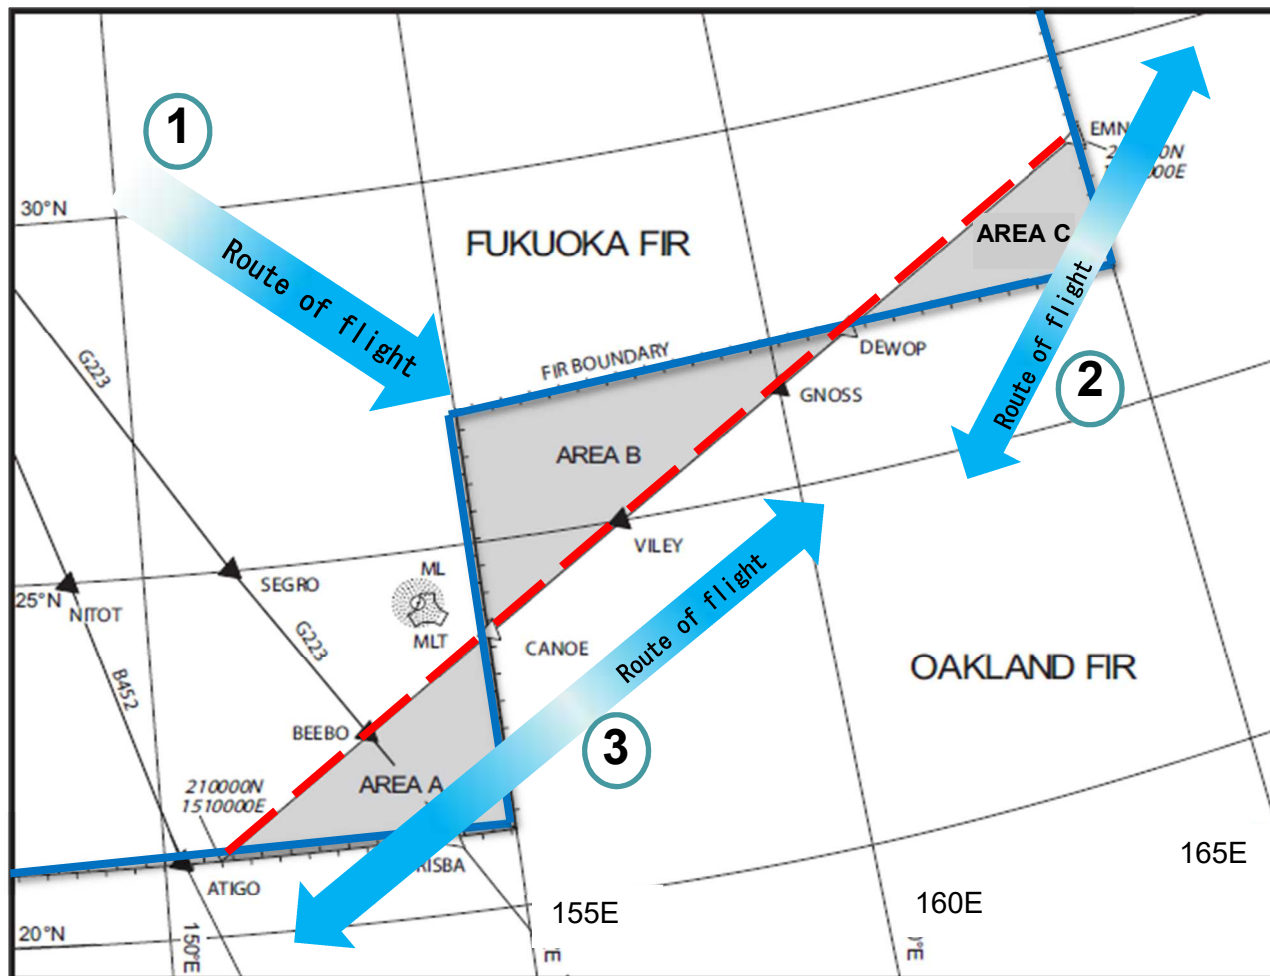 1
EMN
30°N
AREA C
FUKUOKA FIR
Route of flight
FIR BOUNDARY
DEWOP
G223
2
GNOSS
Route of flight
AREA B
VILEY
ML
SEGRO
25°N
NITOT
MLT
G223
CANOE
Route of flight
OAKLAND FIR
B452
BEEBO
3
AREA A
210000N
1510000E
RISBA
ATIGO
165E
155E
160E
20°N
150°E